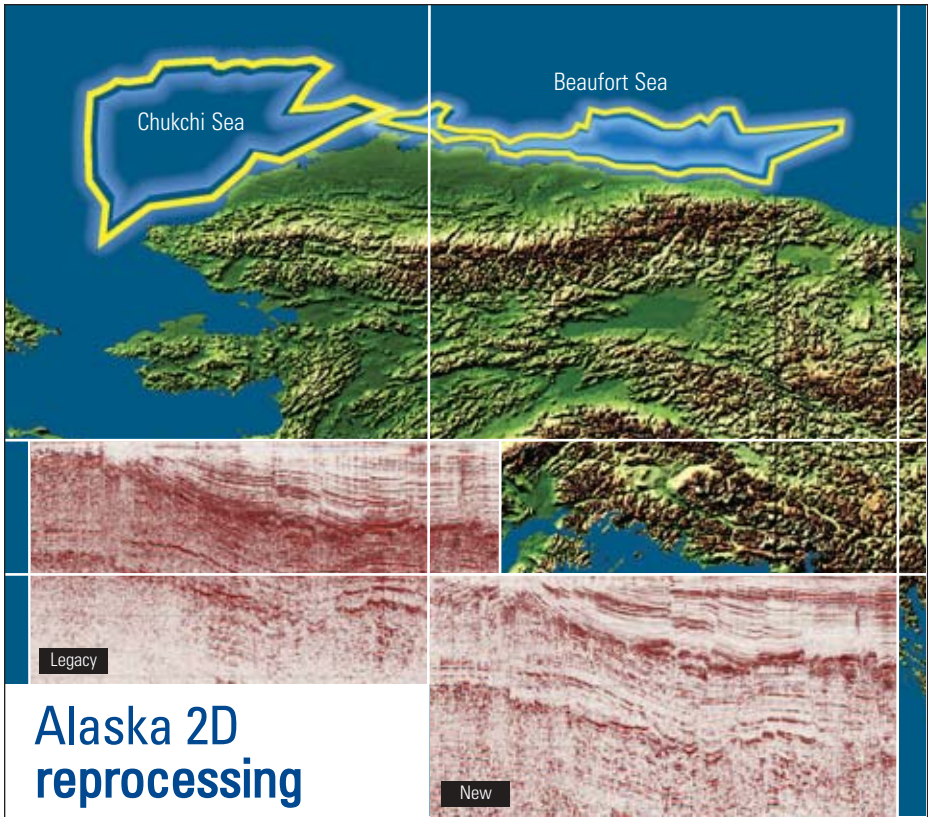 Beaufort Sea
Chukchi Sea
Legacy
Alaska 2D
reprocessing
New